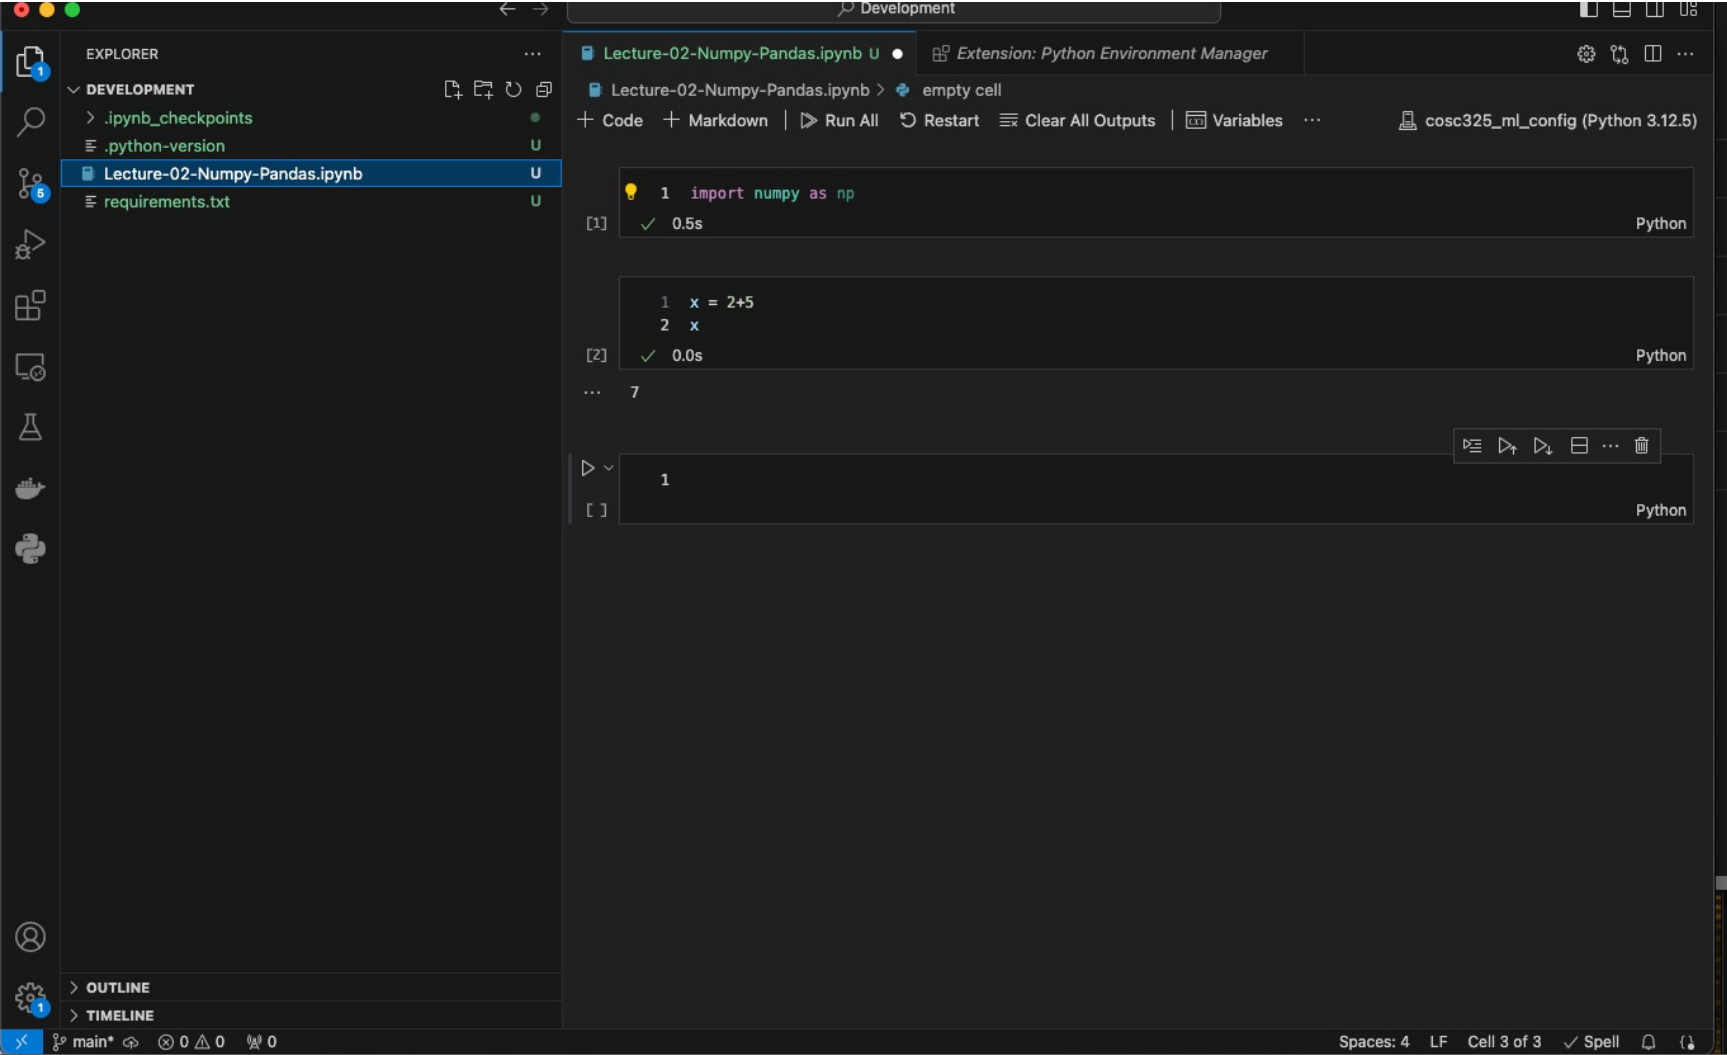 Development
EXPLORER
DEVELOPMENT
.ipynb_checkpoints
.python-version U
Lecture-02-Numpy-Pandas.ipynb U
requirements.txt U
OUTLINE
TIMELINE
1
5
1
Lecture-02-Numpy-Pandas.ipynb U
Extension: Python Environment Manager
Lecture-02-Numpy-Pandas.ipynb > empty cell
+ Code + Markdown | Run All Restart Clear All Outputs | Variables ... cosc325_ml_config (Python 3.12.5)
1 import numpy as np
[1] ✓ 0.5s Python
1 x = 2+5
2 x
[2] ✓ 0.0s Python
... 7
1
[ ] Python
main* 0 0 0 Spaces: 4 LF Cell 3 of 3 ✓ Spell